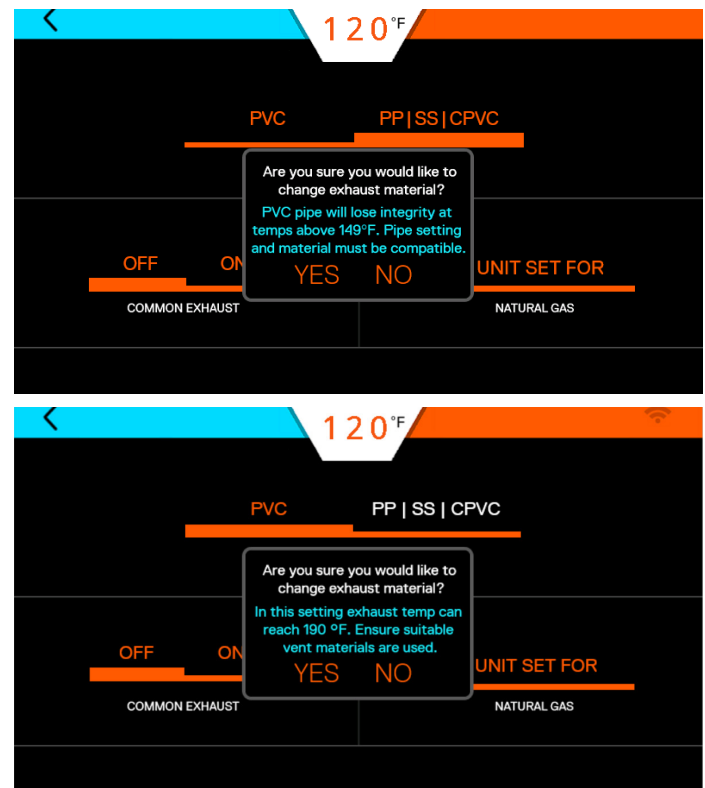 120°F
PVC PP|SS|CPVC
Are you sure you would like to
change exhaust material?
PVC pipe will lose integrity at
temps above 149°F. Pipe setting
and material must be compatible.
YES NO
OFF ON
UNIT SET FOR
COMMON EXHAUST
NATURAL GAS
120°F
PVC PP | SS | CPVC
Are you sure you would like to
change exhaust material?
In this setting exhaust temp can
reach 190 ºF. Ensure suitable
vent materials are used.
YES NO
OFF ON
UNIT SET FOR
COMMON EXHAUST
NATURAL GAS